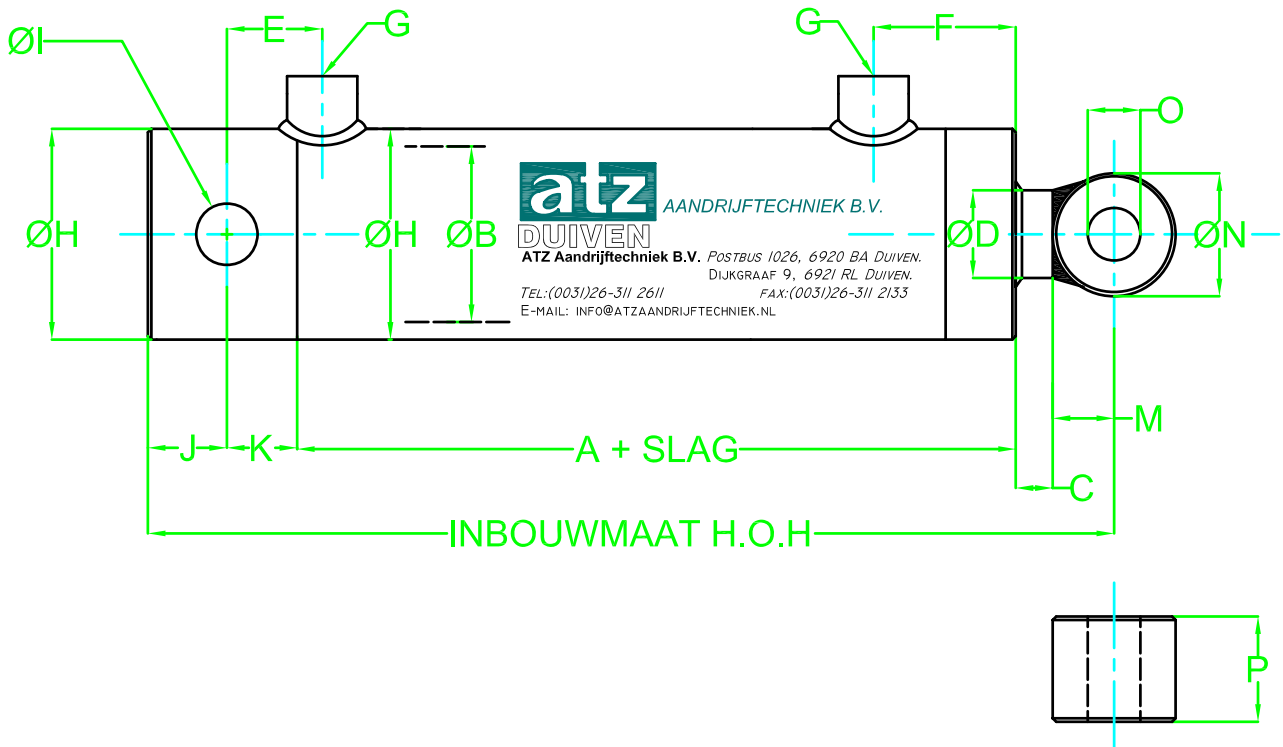 E
G
G
F
ØI
O
atz
AANDRIJFTECHNIEK B.V.
DUIVEN
ØH
ØH
ØB
ØD
ØN
ATZ Aandrijftechniek B.V. POSTBUS 1026, 6920 BA DUIVEN.
DIJKGRAAF 9, 6921 RL DUIVEN.
TEL:(0031)26-311 2611 FAX:(0031)26-311 2133
E-MAIL: INFO@ATZAANDRIJFTECHNIEK.NL
M
J
K
A + SLAG
C
INBOUWMAAT H.O.H
P